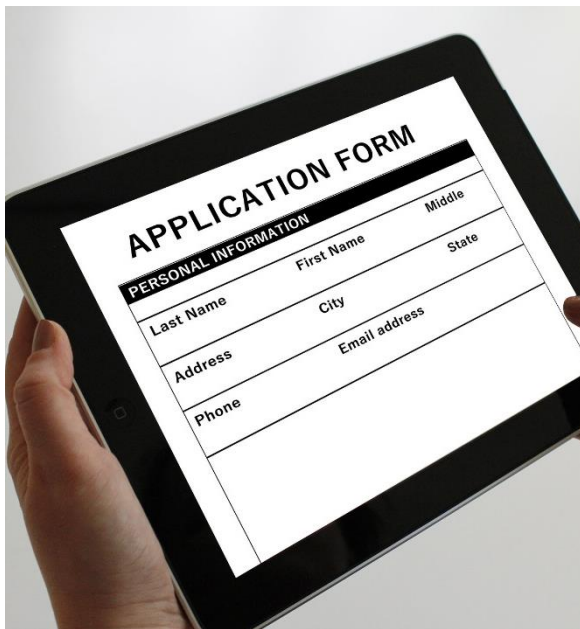 APPLICATION FORM
PERSONAL INFORMATION
Last Name First Name Middle
Address City State
Phone Email address